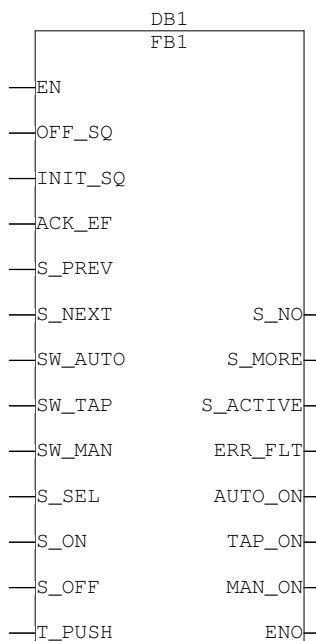 DB1
FB1
EN
OFF_SQ
INIT_SQ
ACK_EF
S_PREV
S_NEXT S_NO
SW_AUTO S_MORE
SW_TAP S_ACTIVE
SW_MAN ERR_FLT
S_SEL AUTO_ON
S_ON TAP_ON
S_OFF MAN_ON
T_PUSH ENO